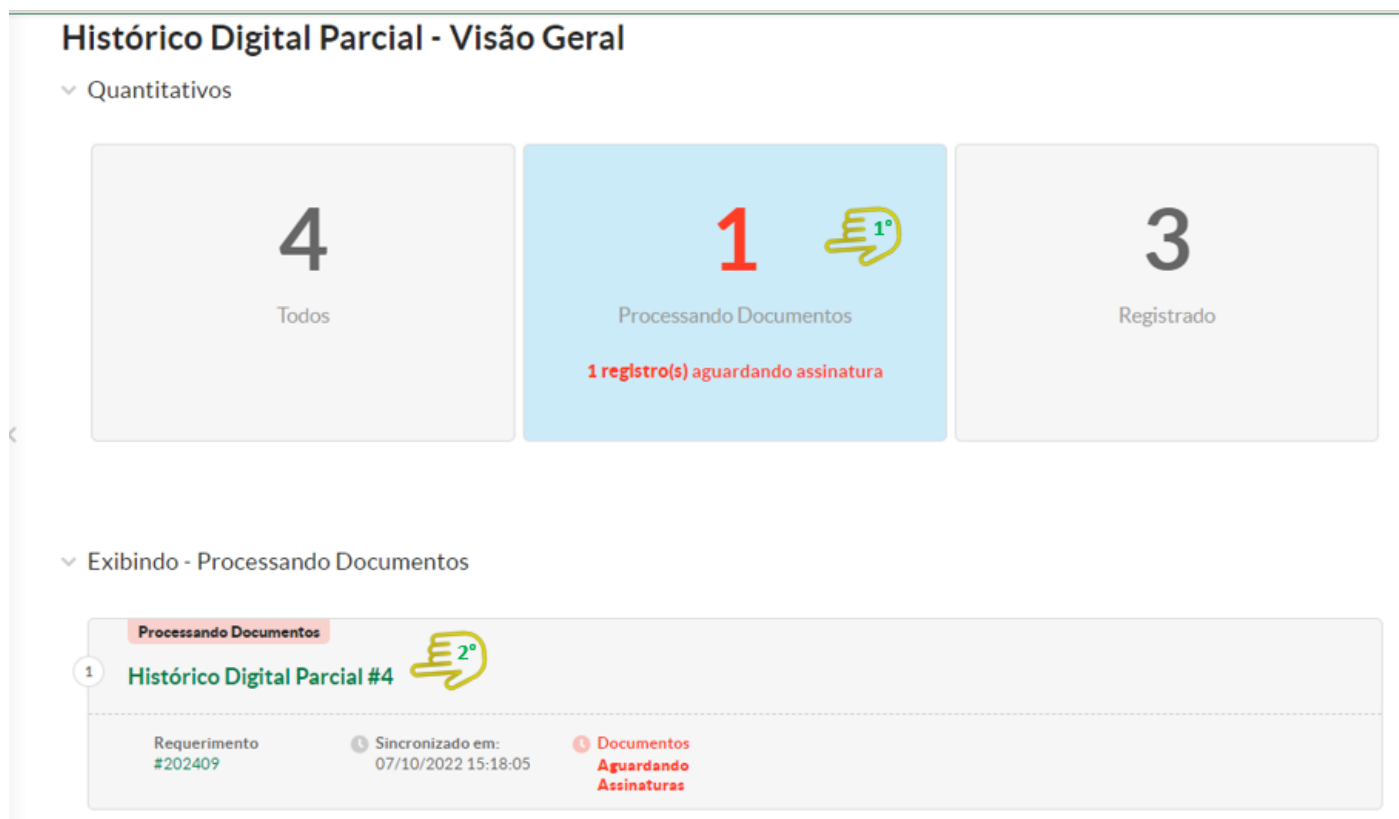 Histórico Digital Parcial - Visão Geral
Quantitativos
4
Todos
1
1°
Processando Documentos
1 registro(s) aguardando assinatura
3
Registrado
Exibindo - Processando Documentos
Processando Documentos
1
Histórico Digital Parcial #4
2°
Requerimento
#202409
Sincronizado em:
07/10/2022 15:18:05
Documentos
Aguardando
Assinaturas